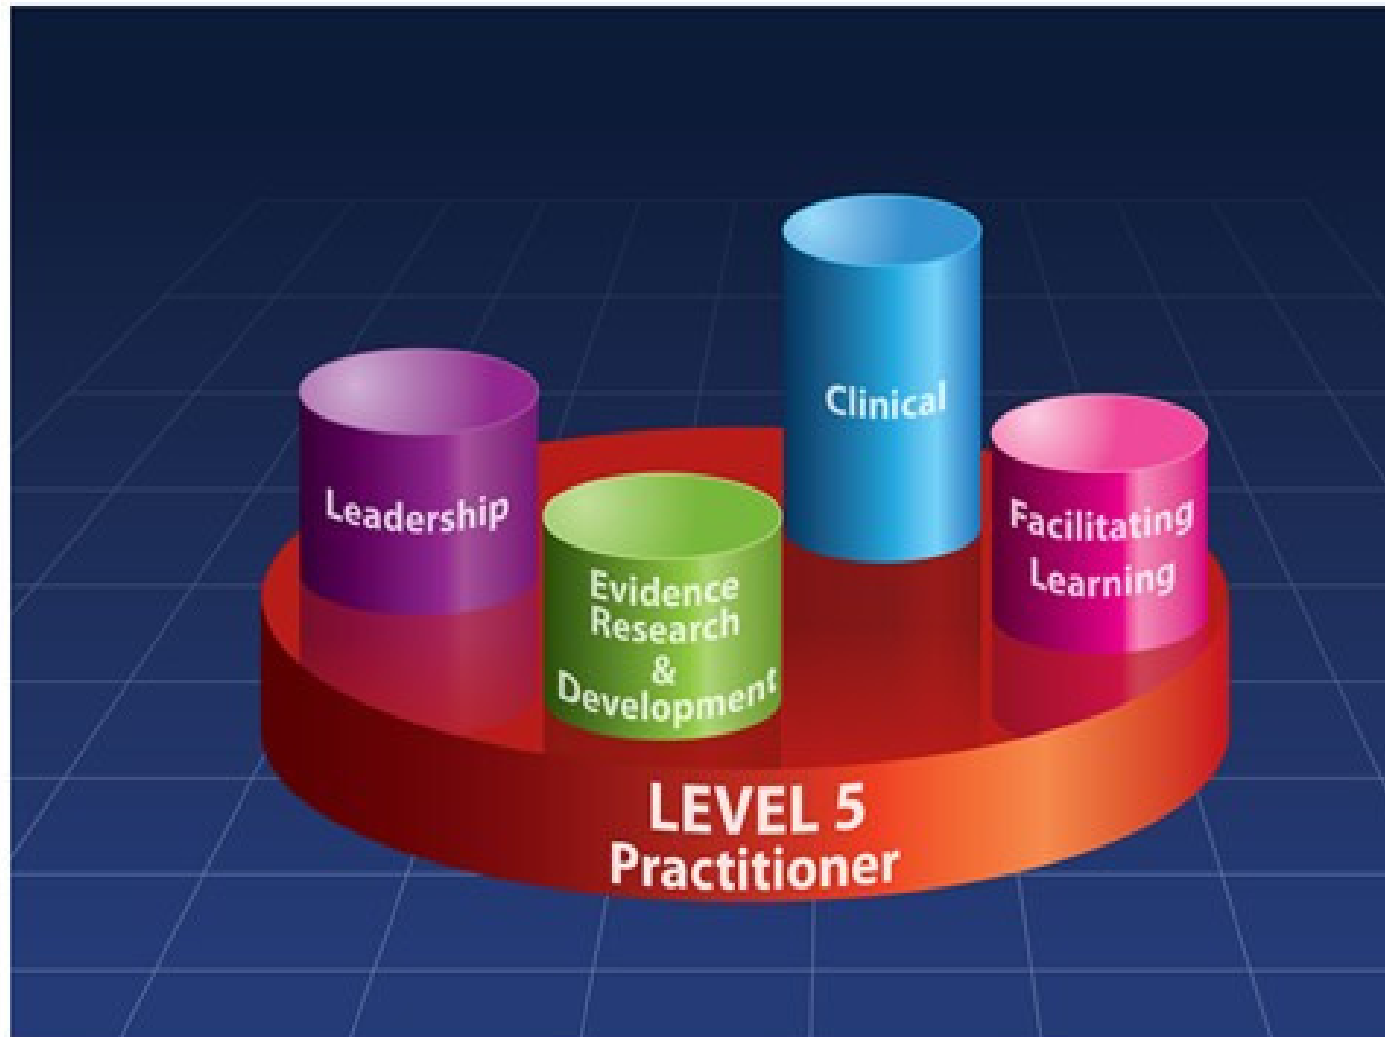 Clinical
Leadership
Facilitating
Learning
Evidence
Research
&
Development
LEVEL 5
Practitioner